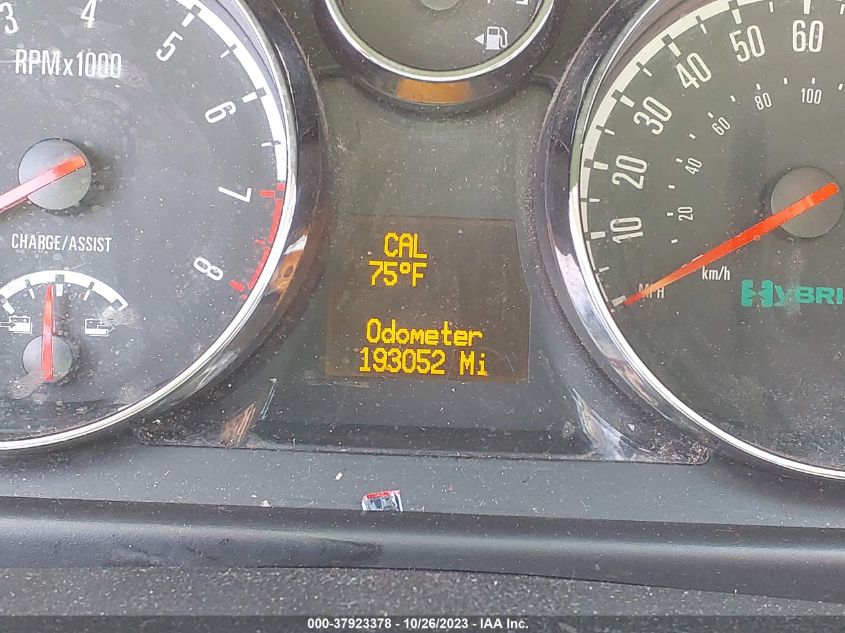 3 4 5 6 7 8
RPMx1000
CHARGE/ASSIST
CAL
75°F
Odometer
193052 Mi
10 20 30 40 50 60
20 40 60 80 100
MPH
km/h
HYBRI
000-37923378 - 10/26/2023 - IAA, Inc.